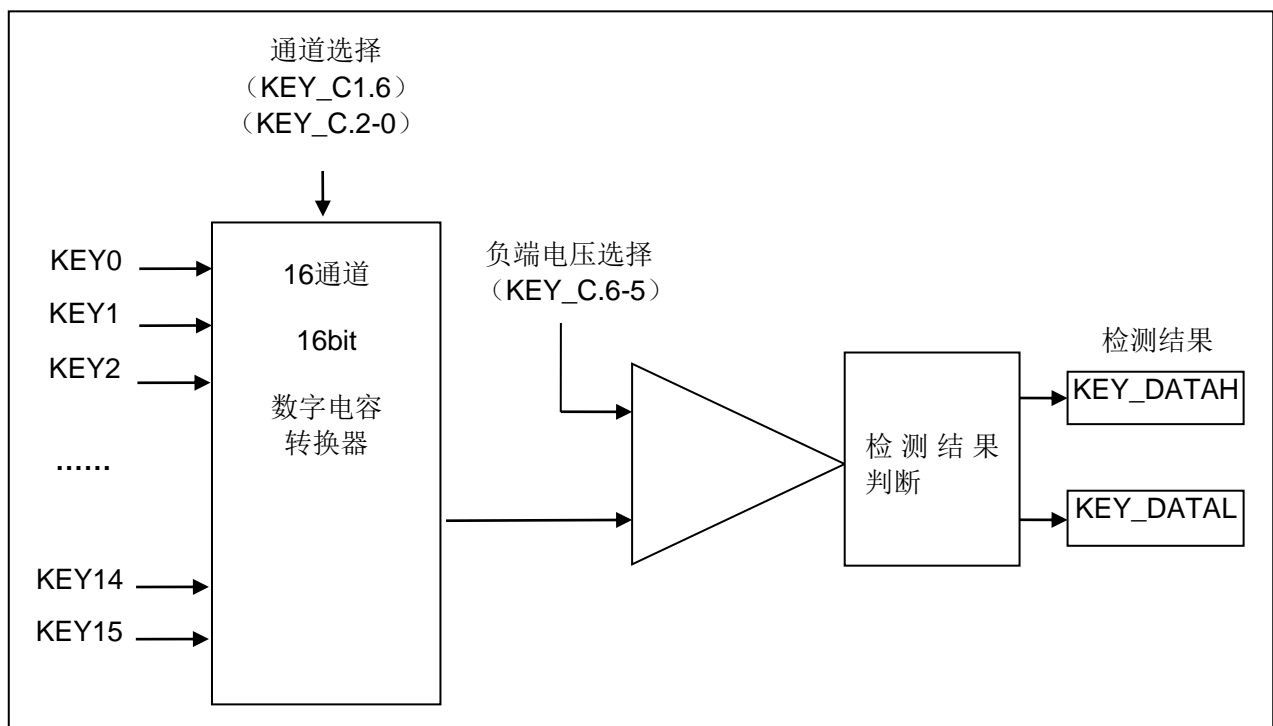 通道选择
（KEY_C1.6）
（KEY_C.2-0）
KEY0
KEY1
KEY2
......
KEY14
KEY15
16通道
16bit
数字电容
转换器
负端电压选择
（KEY_C.6-5）
检测结果
判断
检测结果
KEY_DATAH
KEY_DATAL